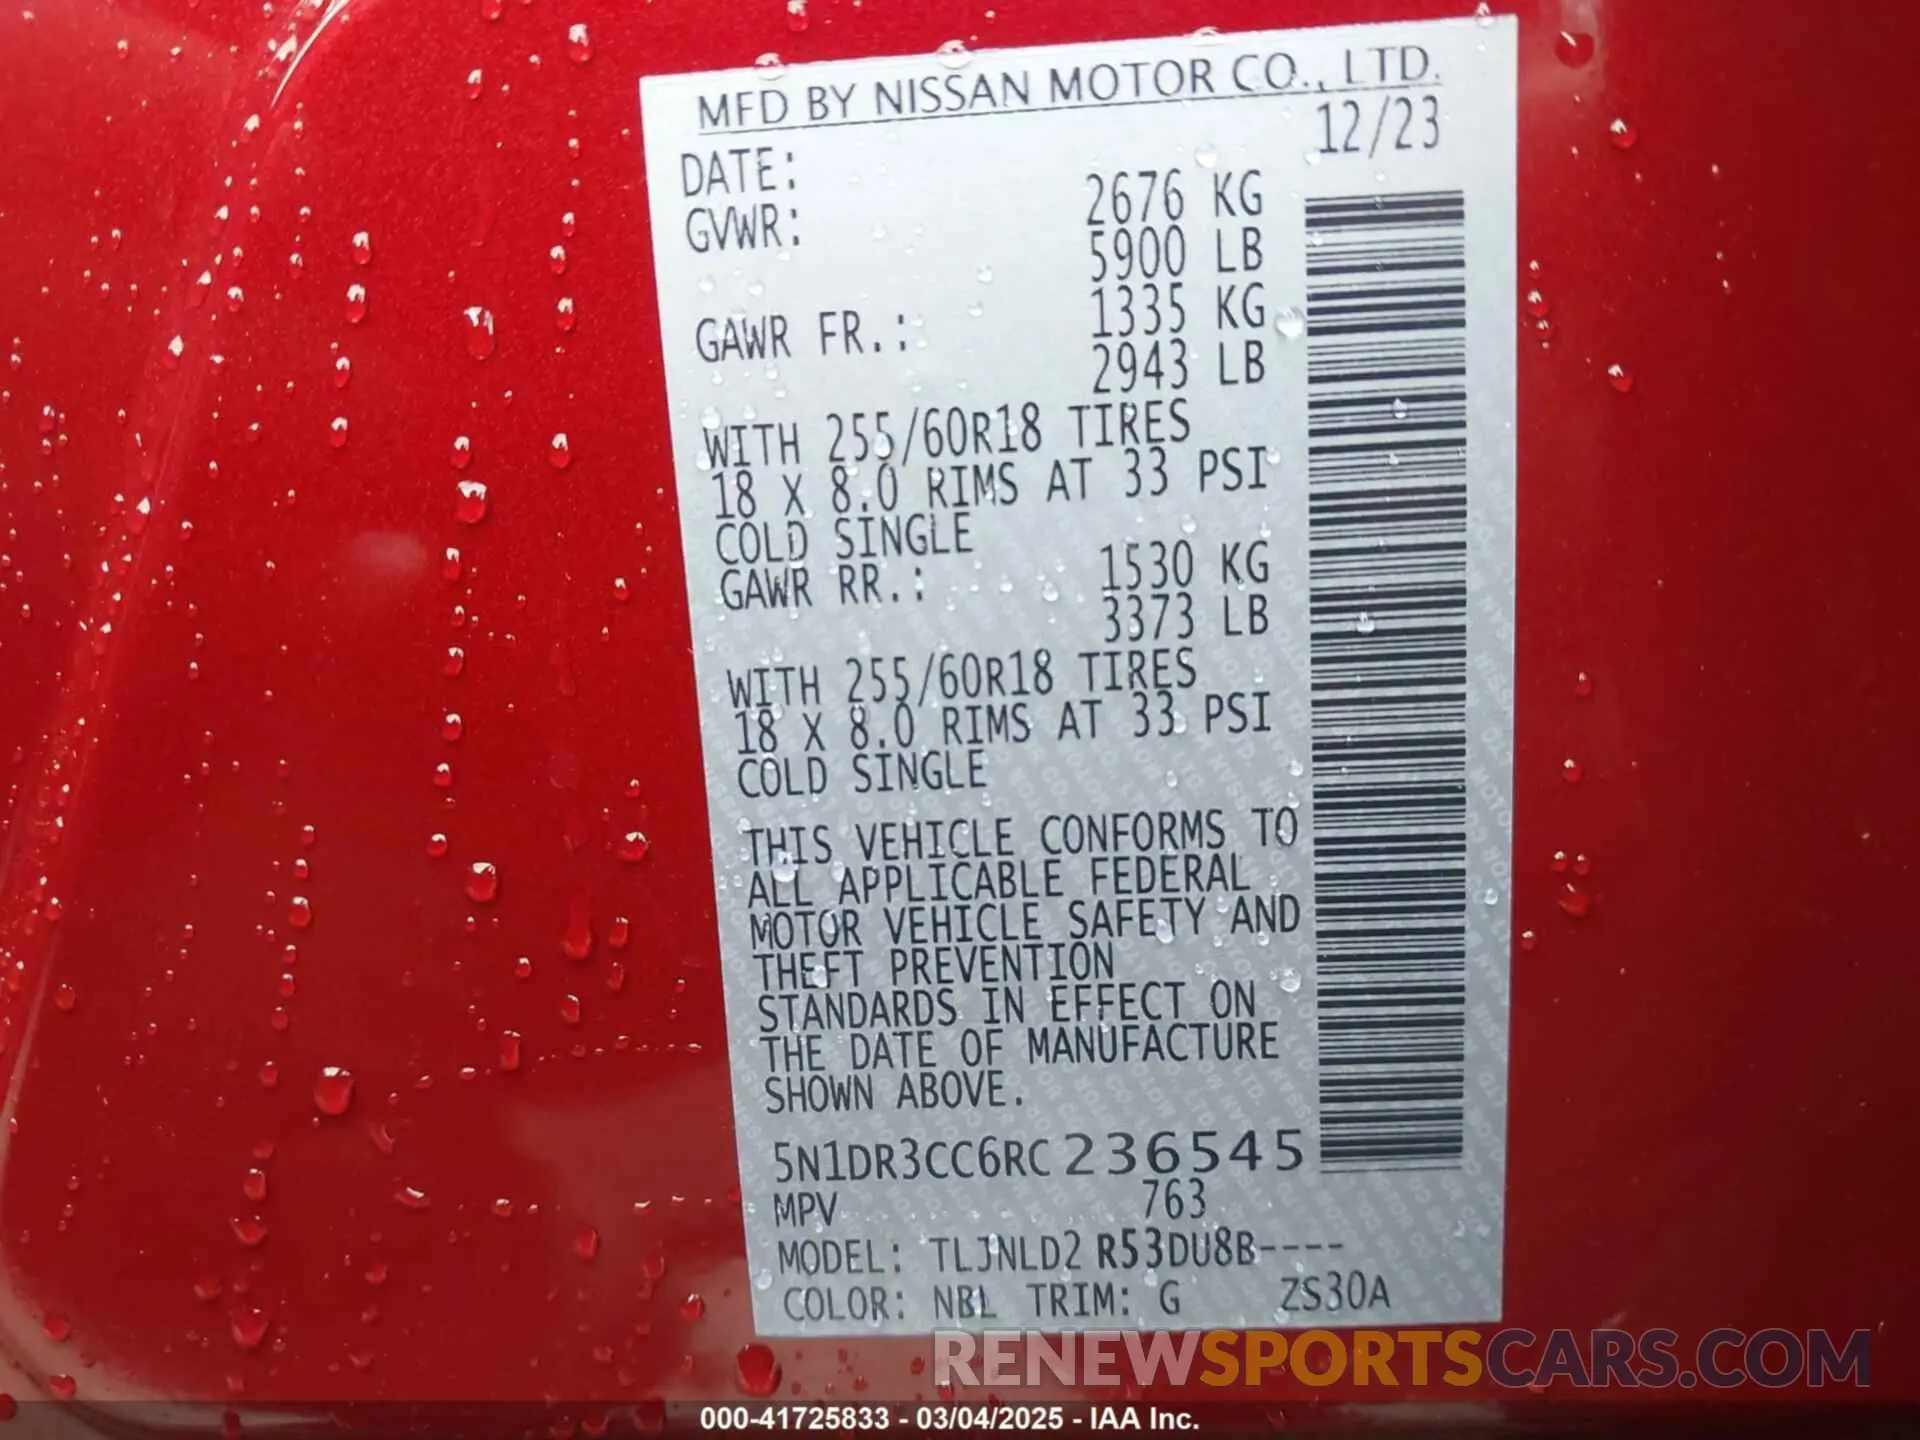 MFD BY NISSAN MOTOR CO., LTD.
DATE: 12/23
GVWR: 2676 KG
5900 LB
GAWR FR.: 1335 KG
2943 LB
WITH 255/60R18 TIRES
18 X 8.0 RIMS AT 33 PSI
COLD SINGLE
GAWR RR.: 1530 KG
3373 LB
WITH 255/60R18 TIRES
18 X 8.0 RIMS AT 33 PSI
COLD SINGLE
THIS VEHICLE CONFORMS TO
ALL APPLICABLE FEDERAL
MOTOR VEHICLE SAFETY AND
THEFT PREVENTION
STANDARDS IN EFFECT ON
THE DATE OF MANUFACTURE
SHOWN ABOVE.
5N1DR3CC6RC236545
MPV 763
MODEL: TLJNLD2 R53DU8B----
COLOR: NBL TRIM: G ZS30A
RENEWSPORTSCARS.COM
000-41725833 - 03/04/2025 - IAA Inc.